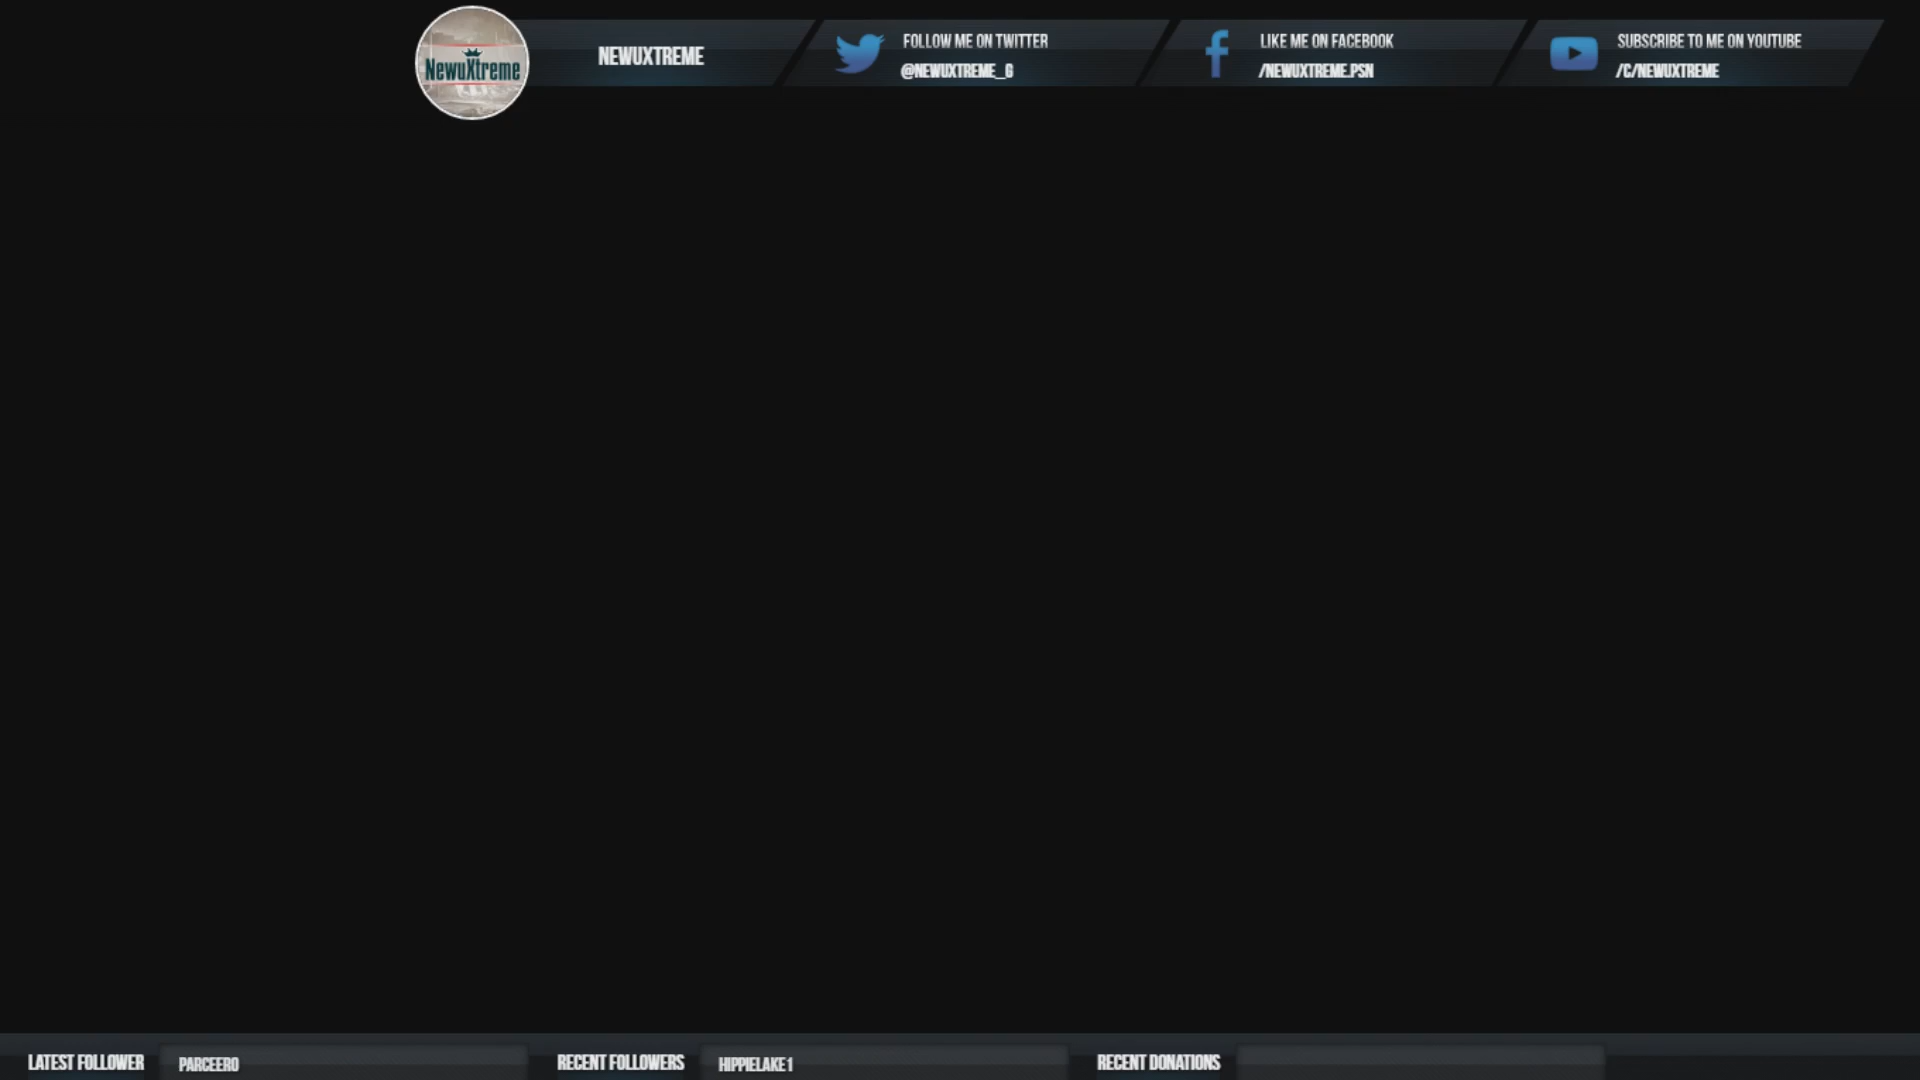 NewuXtreme
NEWUXTREME
FOLLOW ME ON TWITTER
@NEWUXTREME_G
LIKE ME ON FACEBOOK
/NEWUXTREME.PSN
SUBSCRIBE TO ME ON YOUTUBE
/C/NEWUXTREME
LATEST FOLLOWER
PARCEERO
RECENT FOLLOWERS
HIPPIELAKE1
RECENT DONATIONS